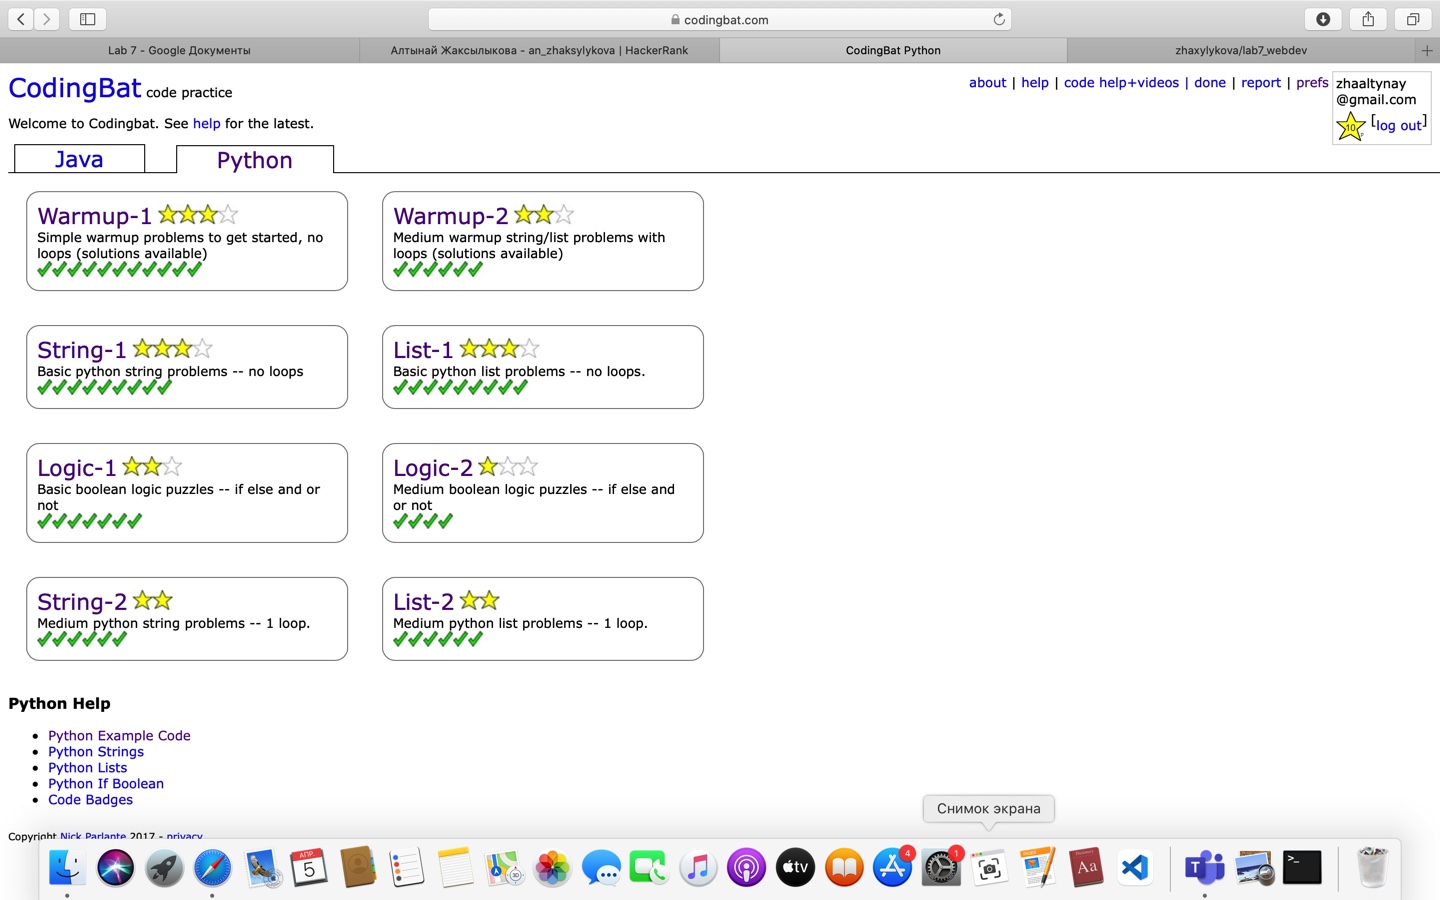 codingbat.com
Lab 7 - Google Документы
Алтынай Жаксылыкова - an_zhaksylykova | HackerRank
CodingBat Python
zhaxylykova/lab7_webdev
CodingBat code practice
about | help | code help+videos | done | report | prefs
zhaaltynay
@gmail.com
10
[log out]
Welcome to Codingbat. See help for the latest.
Java
Python
Warmup-1
Simple warmup problems to get started, no
loops (solutions available)
Warmup-2
Medium warmup string/list problems with
loops (solutions available)
String-1
Basic python string problems -- no loops
List-1
Basic python list problems -- no loops.
Logic-1
Basic boolean logic puzzles -- if else and or
not
Logic-2
Medium boolean logic puzzles -- if else and
or not
String-2
Medium python string problems -- 1 loop.
List-2
Medium python list problems -- 1 loop.
Python Help
Python Example Code
Python Strings
Python Lists
Python If Boolean
Code Badges
Снимок экрана
Copyright Nick Parlante 2017 - privacy
АПР.
5
3D
tv
4
1
Aa
T
>_